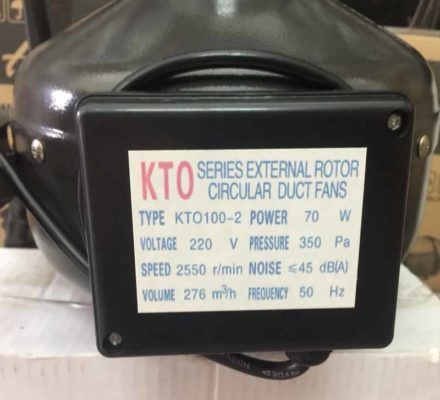 KTO SERIES EXTERNAL ROTOR
CIRCULAR DUCT FANS
TYPE KTO100-2 POWER 70 W
VOLTAGE 220 V PRESSURE 350 Pa
SPEED 2550 r/min NOISE ≤45 dB(A)
VOLUME 276 m³/h FREQUENCY 50 Hz